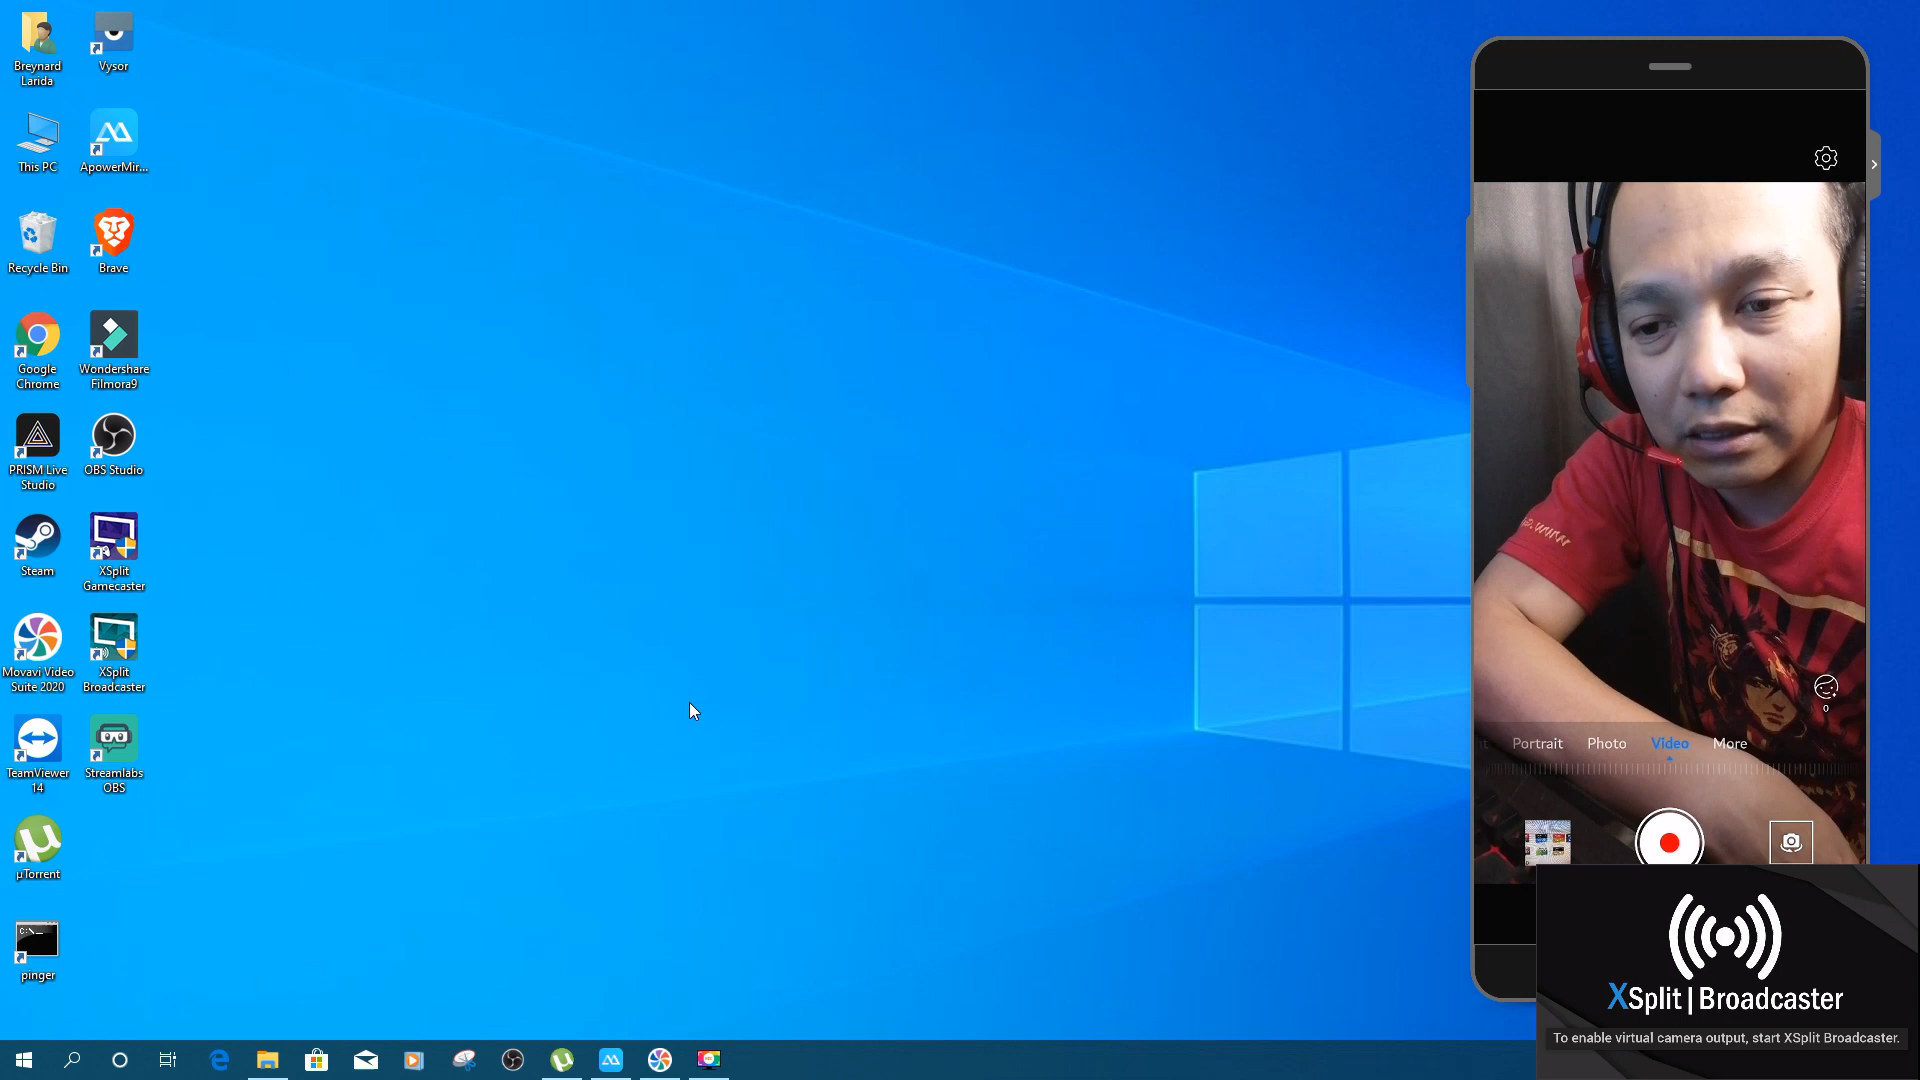 Breynard
Larida
Vysor
This PC
ApowerMir...
Recycle Bin
Brave
Google
Chrome
Wondershare
Filmora9
PRISM Live
Studio
OBS Studio
Steam
XSplit
Gamecaster
Movavi Video
Suite 2020
XSplit
Broadcaster
TeamViewer
14
Streamlabs
OBS
µTorrent
C:\_
pinger
0
Portrait Photo Video More
XSplit | Broadcaster
To enable virtual camera output, start XSplit Broadcaster.